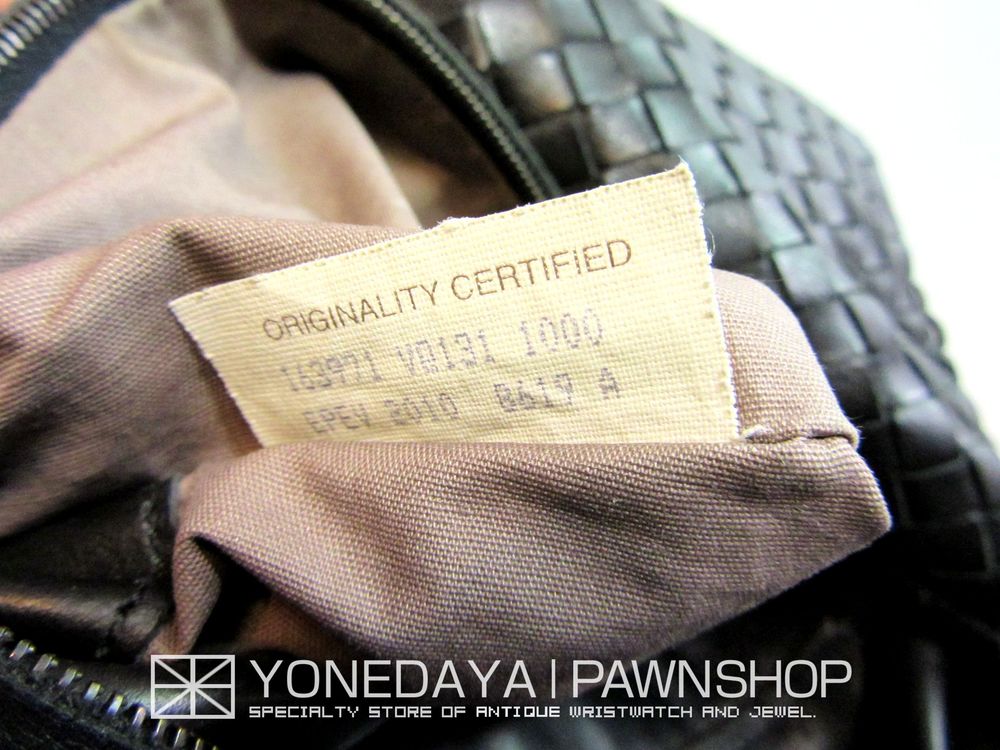 ORIGINALITY CERTIFIED
163971 V0131 1000
EPEV 2010 0619 A
YONEDAYA | PAWNSHOP
SPECIALTY STORE OF ANTIQUE WRISTWATCH AND JEWEL.